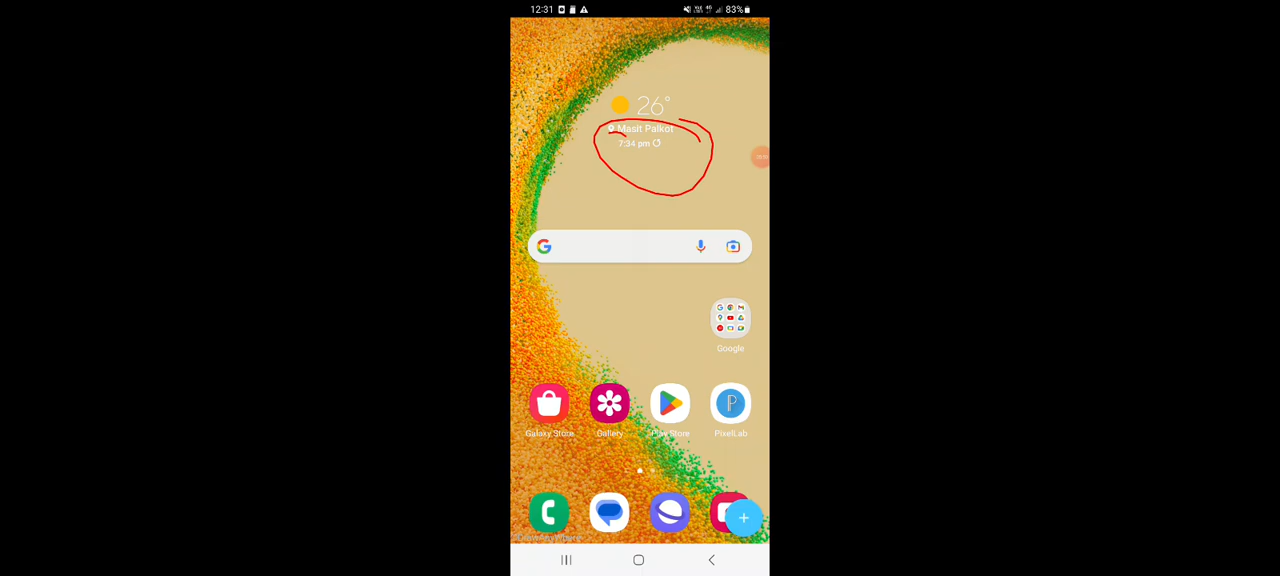 12:31
83%
26°
Masit Palkot
7:34 pm
Google
Galaxy Store
Gallery
Play Store
PixelLab